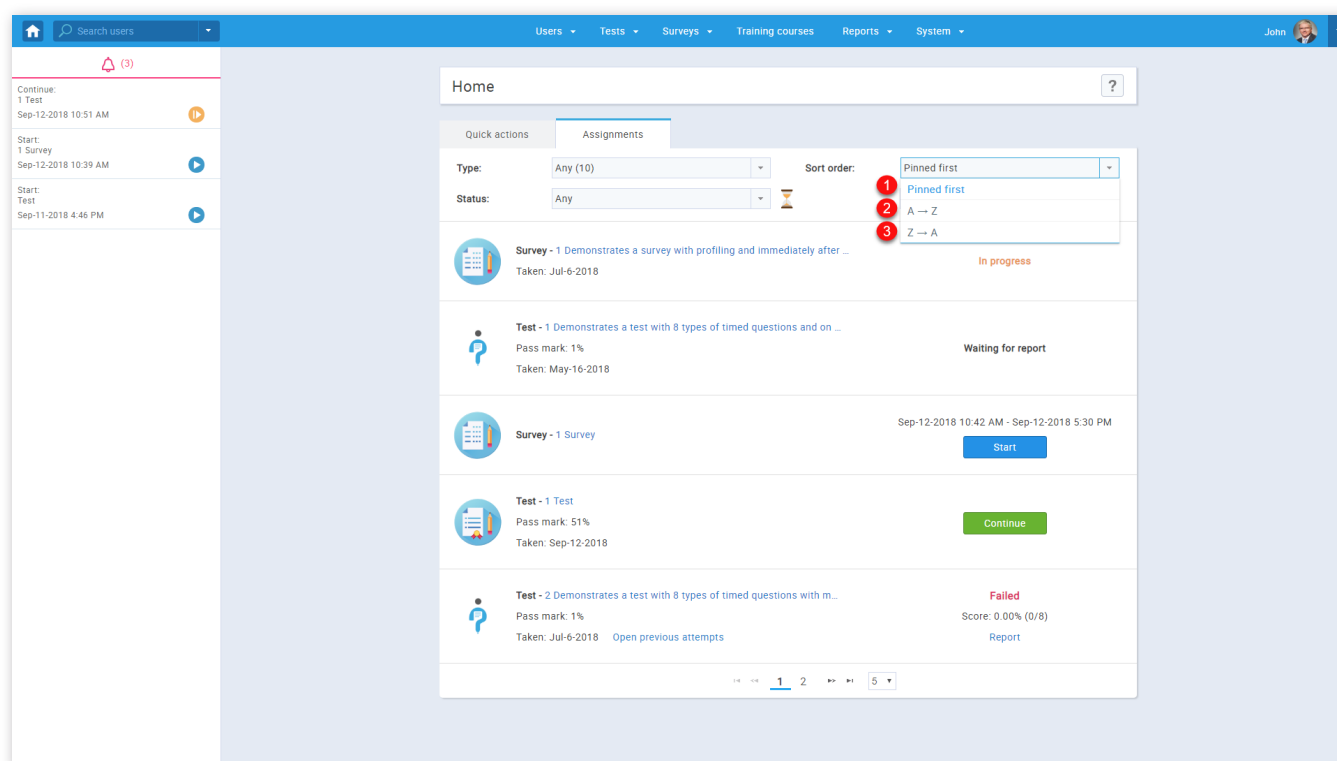 Search users
Users Tests Surveys Training courses Reports System
John
(3)
Continue:
1 Test
Sep-12-2018 10:51 AM
Start:
1 Survey
Sep-12-2018 10:39 AM
Start:
Test
Sep-11-2018 4:46 PM
Home
?
Quick actions Assignments
Type: Any (10) Sort order: Pinned first
1 Pinned first
Status: Any
2 A → Z
3 Z → A
Survey - 1 Demonstrates a survey with profiling and immediately after ...
Taken: Jul-6-2018
In progress
Test - 1 Demonstrates a test with 8 types of timed questions and on ...
Pass mark: 1%
Taken: May-16-2018
Waiting for report
Survey - 1 Survey
Sep-12-2018 10:42 AM - Sep-12-2018 5:30 PM
Start
Test - 1 Test
Pass mark: 51%
Taken: Sep-12-2018
Continue
Test - 2 Demonstrates a test with 8 types of timed questions with m...
Pass mark: 1%
Taken: Jul-6-2018 Open previous attempts
Failed
Score: 0.00% (0/8)
Report
1 2 5